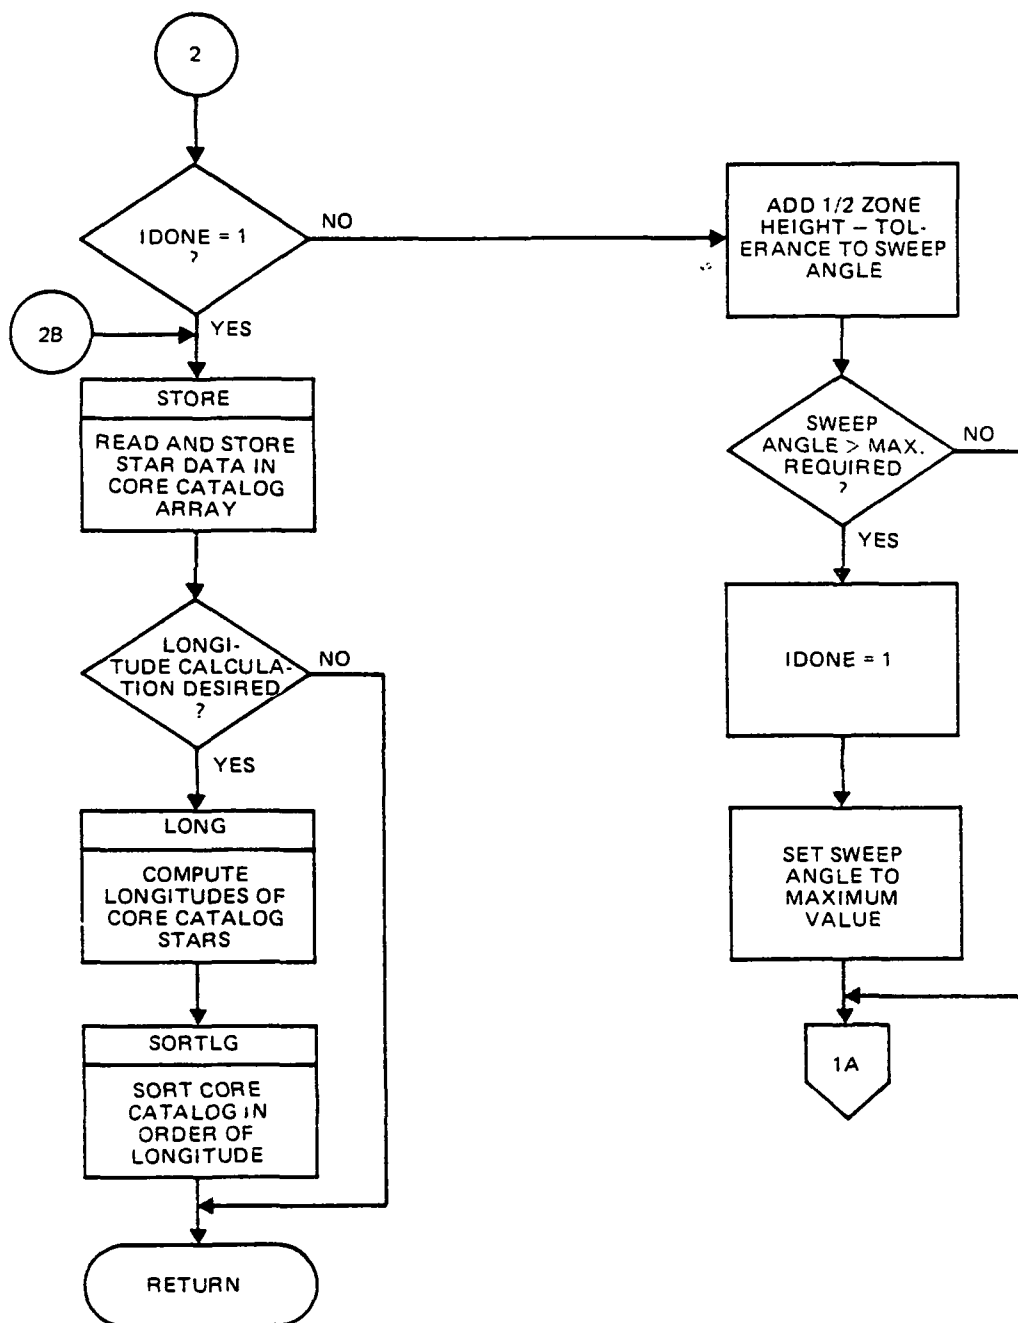 2
IDONE = 1
?
NO
YES
2B
STORE
READ AND STORE
STAR DATA IN
CORE CATALOG
ARRAY
LONGI-
TUDE CALCULA-
TION DESIRED
?
NO
YES
LONG
COMPUTE
LONGITUDES OF
CORE CATALOG
STARS
SORTLG
SORT CORE
CATALOG IN
ORDER OF
LONGITUDE
RETURN
ADD 1/2 ZONE
HEIGHT – TOL-
ERANCE TO SWEEP
ANGLE
SWEEP
ANGLE > MAX.
REQUIRED
?
NO
YES
IDONE = 1
SET SWEEP
ANGLE TO
MAXIMUM
VALUE
1A